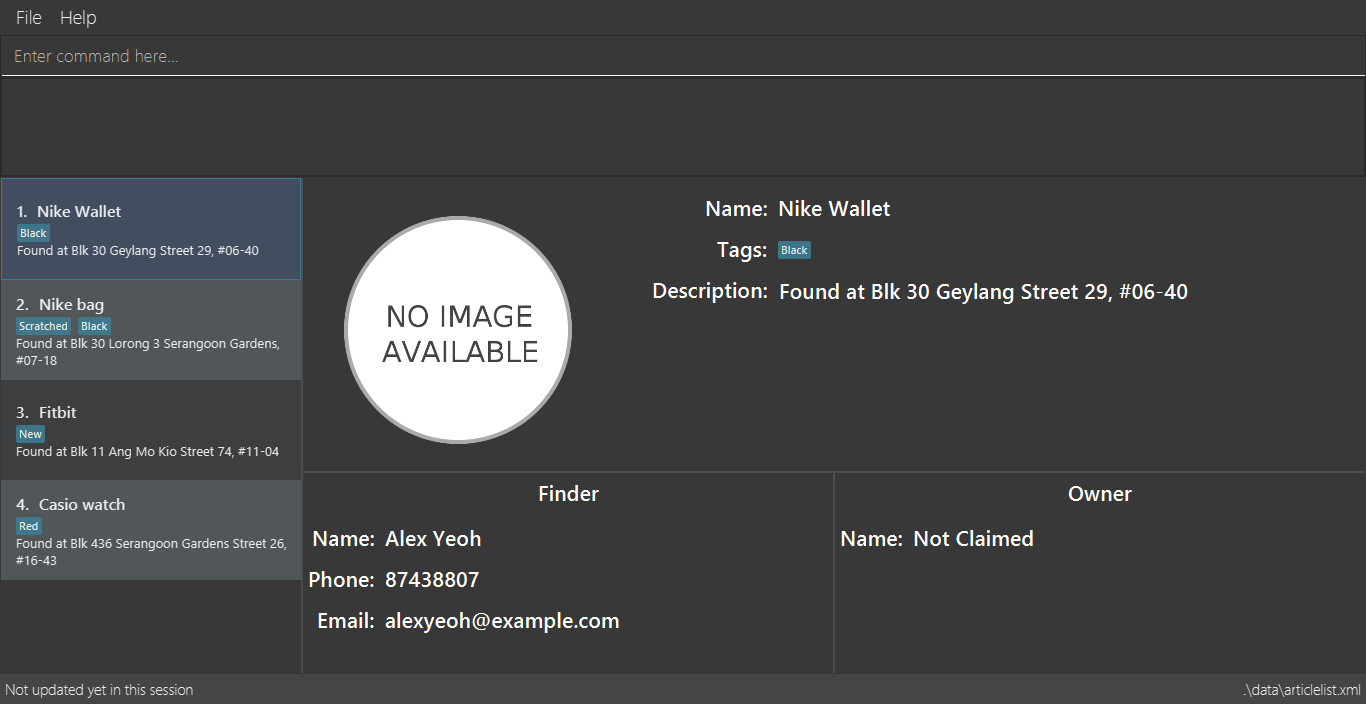 File Help
Enter command here...
1. Nike Wallet
Black
Found at Blk 30 Geylang Street 29, #06-40
2. Nike bag
Scratched Black
Found at Blk 30 Lorong 3 Serangoon Gardens,
#07-18
3. Fitbit
New
Found at Blk 11 Ang Mo Kio Street 74, #11-04
4. Casio watch
Red
Found at Blk 436 Serangoon Gardens Street 26,
#16-43
NO IMAGE
AVAILABLE
Name: Nike Wallet
Tags: Black
Description: Found at Blk 30 Geylang Street 29, #06-40
Finder
Name: Alex Yeoh
Phone: 87438807
Email: alexyeoh@example.com
Owner
Name: Not Claimed
Not updated yet in this session
.\data\articlelist.xml